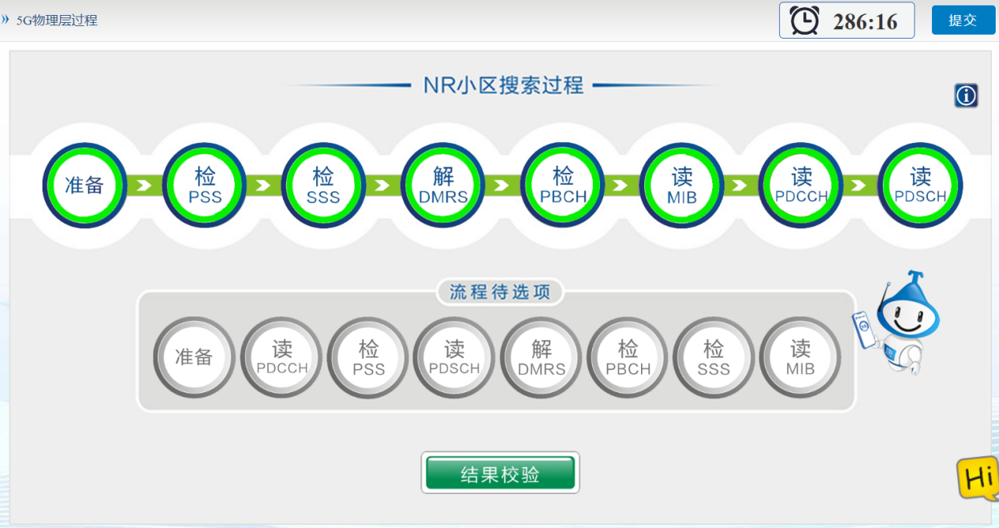 » 5G物理层过程
286:16
提交
NR小区搜索过程
准备
检
PSS
检
SSS
解
DMRS
检
PBCH
读
MIB
读
PDCCH
读
PDSCH
流程待选项
准备
读
PDCCH
检
PSS
读
PDSCH
解
DMRS
检
PBCH
检
SSS
读
MIB
结果校验
Hi